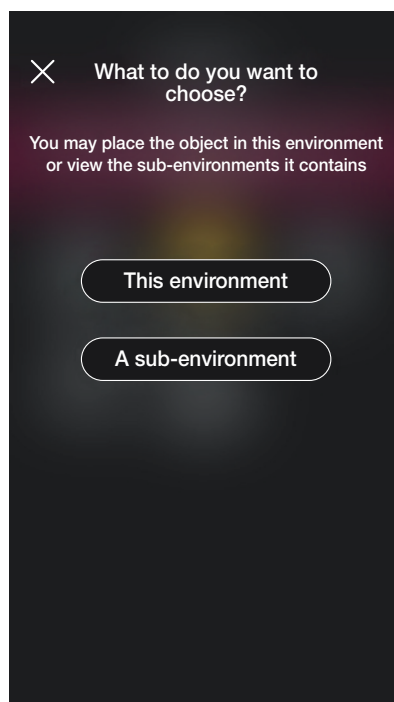 What to do you want to
choose?
You may place the object in this environment
or view the sub-environments it contains
This environment
A sub-environment